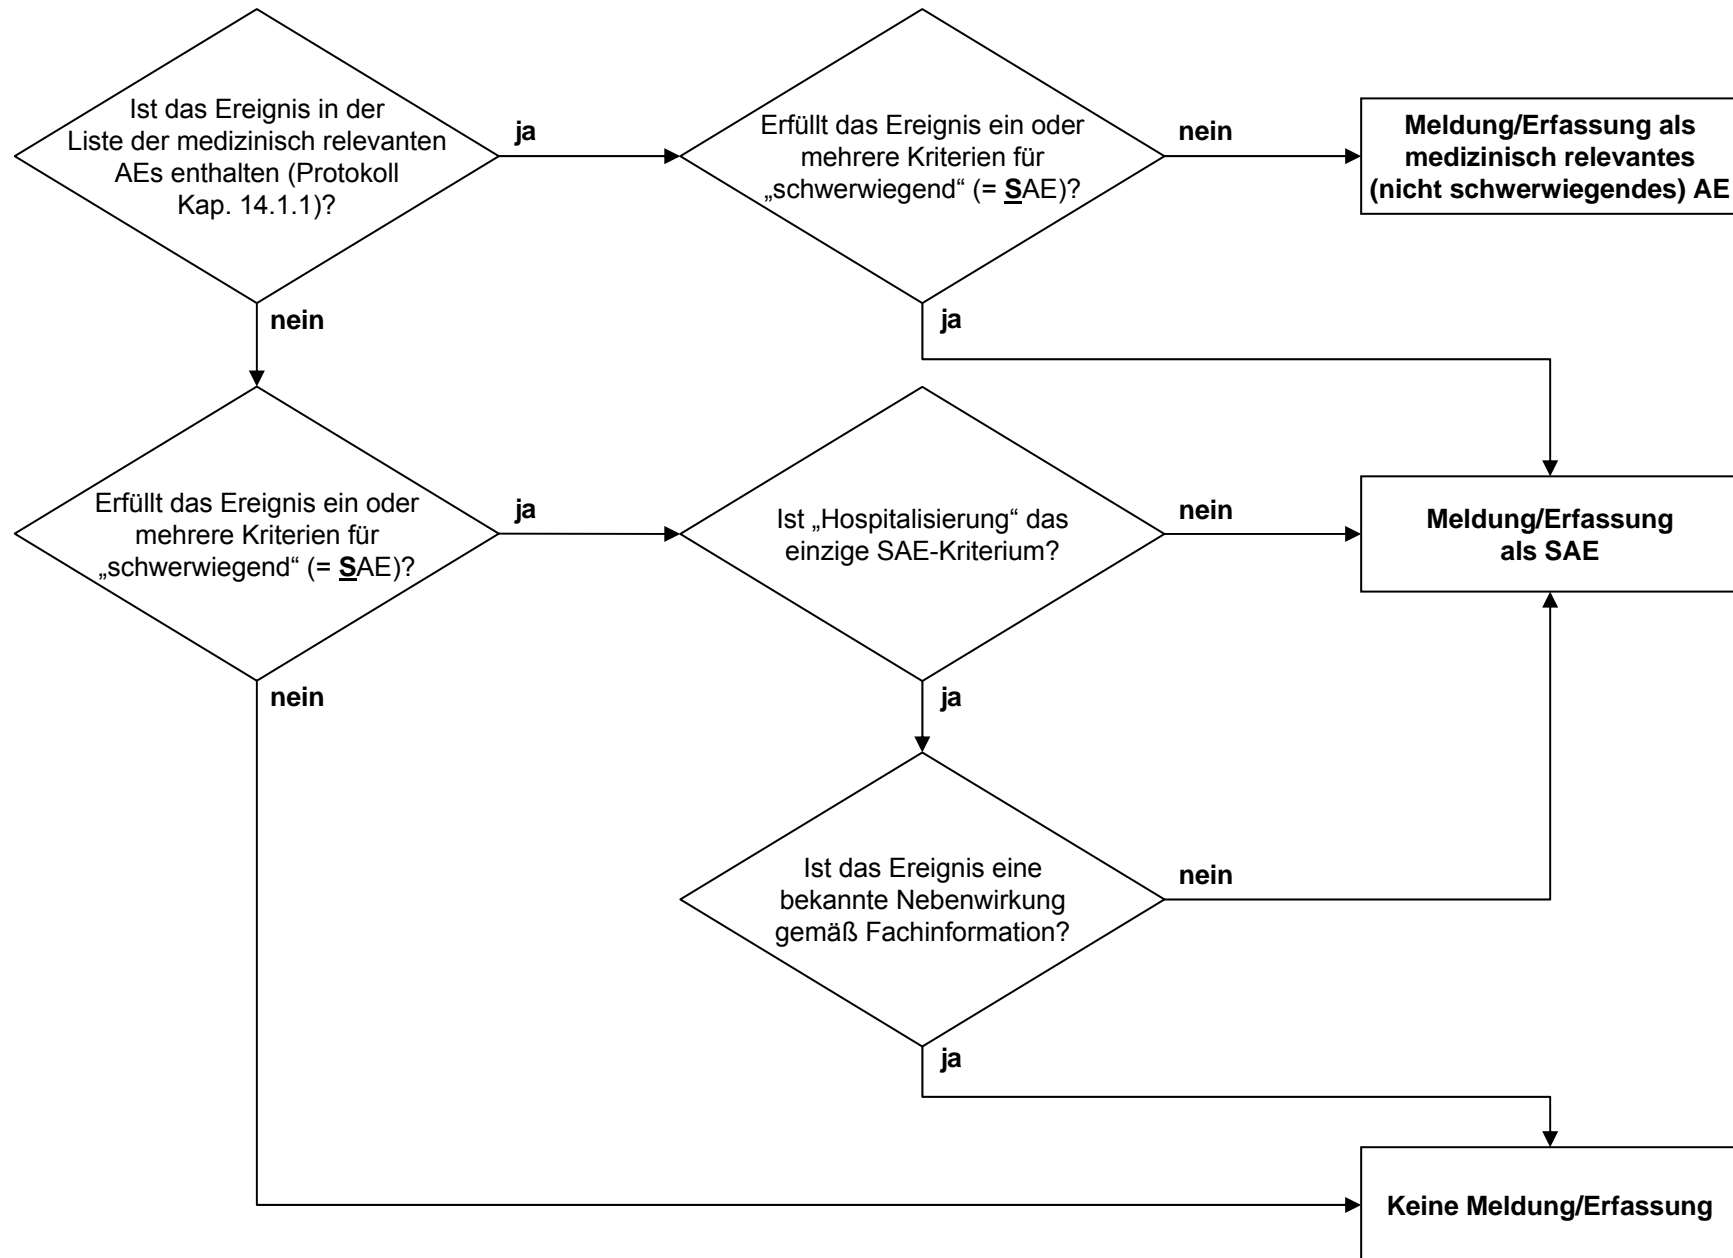 Ist das Ereignis in der
Liste der medizinisch relevanten
AEs enthalten (Protokoll
Kap. 14.1.1)?
ja
Erfüllt das Ereignis ein oder
mehrere Kriterien für
„schwerwiegend“ (= SAE)?
nein
Meldung/Erfassung als
medizinisch relevantes
(nicht schwerwiegendes) AE
nein
ja
Erfüllt das Ereignis ein oder
mehrere Kriterien für
„schwerwiegend“ (= SAE)?
ja
Ist „Hospitalisierung“ das
einzige SAE-Kriterium?
nein
Meldung/Erfassung
als SAE
nein
ja
Ist das Ereignis eine
bekannte Nebenwirkung
gemäß Fachinformation?
nein
ja
Keine Meldung/Erfassung